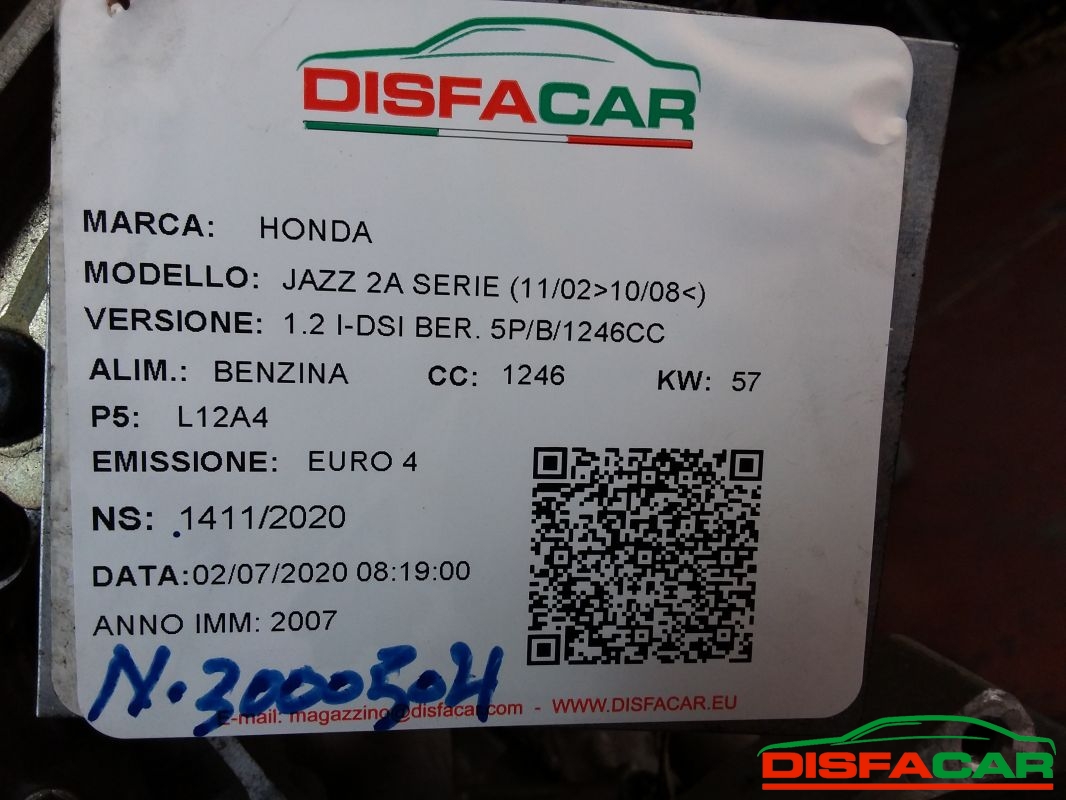 DISFACAR
MARCA: HONDA
MODELLO: JAZZ 2A SERIE (11/02>10/08<)
VERSIONE: 1.2 I-DSI BER. 5P/B/1246CC
ALIM.: BENZINA CC: 1246 KW: 57
P5: L12A4
EMISSIONE: EURO 4
NS: 1411/2020
DATA:02/07/2020 08:19:00
ANNO IMM: 2007
N. 3000504
E-mail: magazzino@disfacar.com - WWW.DISFACAR.EU
DISFACAR